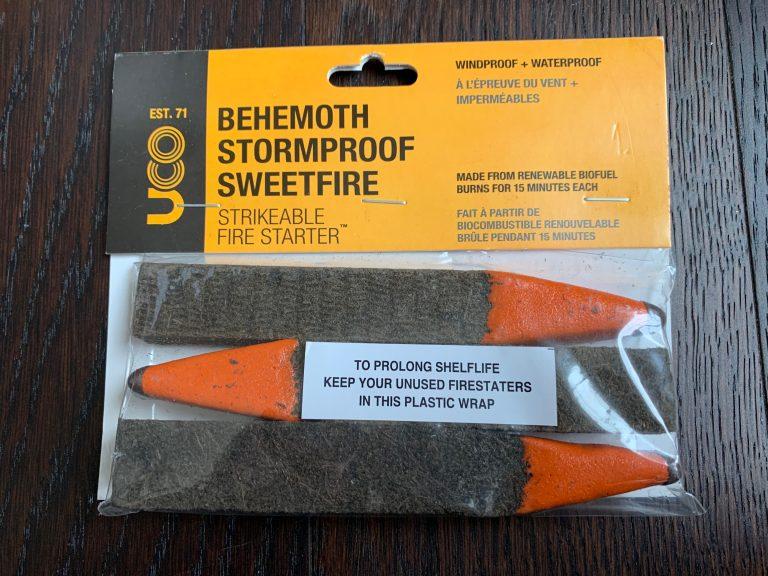 EST. 71
UCO
BEHEMOTH
STORMPROOF
SWEETFIRE
STRIKEABLE
FIRE STARTER™
WINDPROOF + WATERPROOF
À L'ÉPREUVE DU VENT +
IMPERMÉABLES
MADE FROM RENEWABLE BIOFUEL
BURNS FOR 15 MINUTES EACH
FAIT À PARTIR DE
BIOCOMBUSTIBLE RENOUVELABLE
BRÛLE PENDANT 15 MINUTES
TO PROLONG SHELFLIFE
KEEP YOUR UNUSED FIRESTATERS
IN THIS PLASTIC WRAP